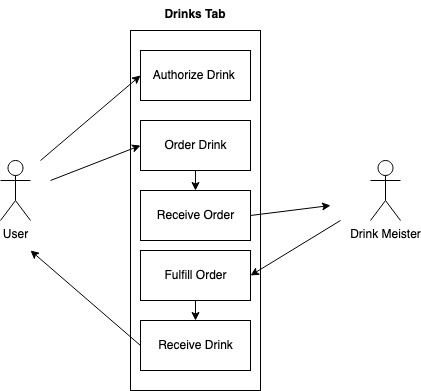 Drinks Tab
Authorize Drink
Order Drink
Receive Order
User
Drink Meister
Fulfill Order
Receive Drink